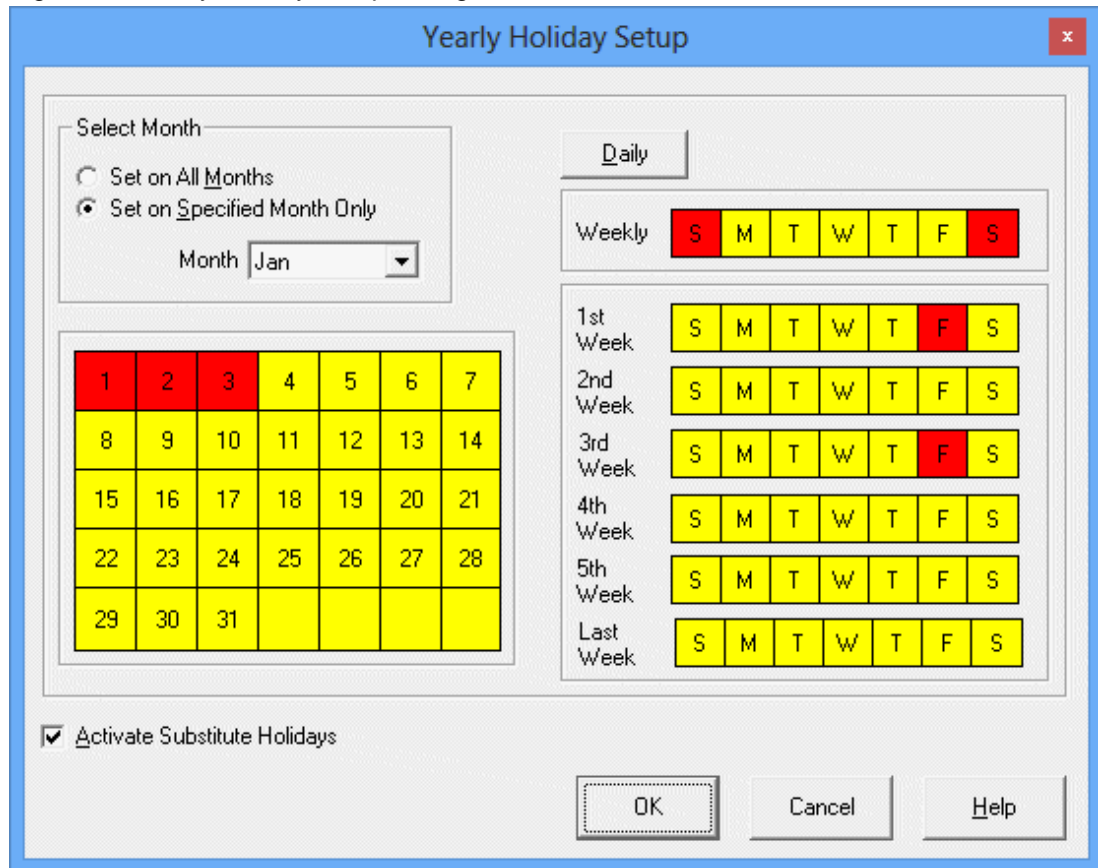 Yearly Holiday Setup
x
Select Month
Set on All Months
Set on Specified Month Only
Month Jan
1 2 3 4 5 6 7
8 9 10 11 12 13 14
15 16 17 18 19 20 21
22 23 24 25 26 27 28
29 30 31
Daily
Weekly S M T W T F S
1st
Week
S M T W T F S
2nd
Week
S M T W T F S
3rd
Week
S M T W T F S
4th
Week
S M T W T F S
5th
Week
S M T W T F S
Last
Week
S M T W T F S
Activate Substitute Holidays
OK Cancel Help